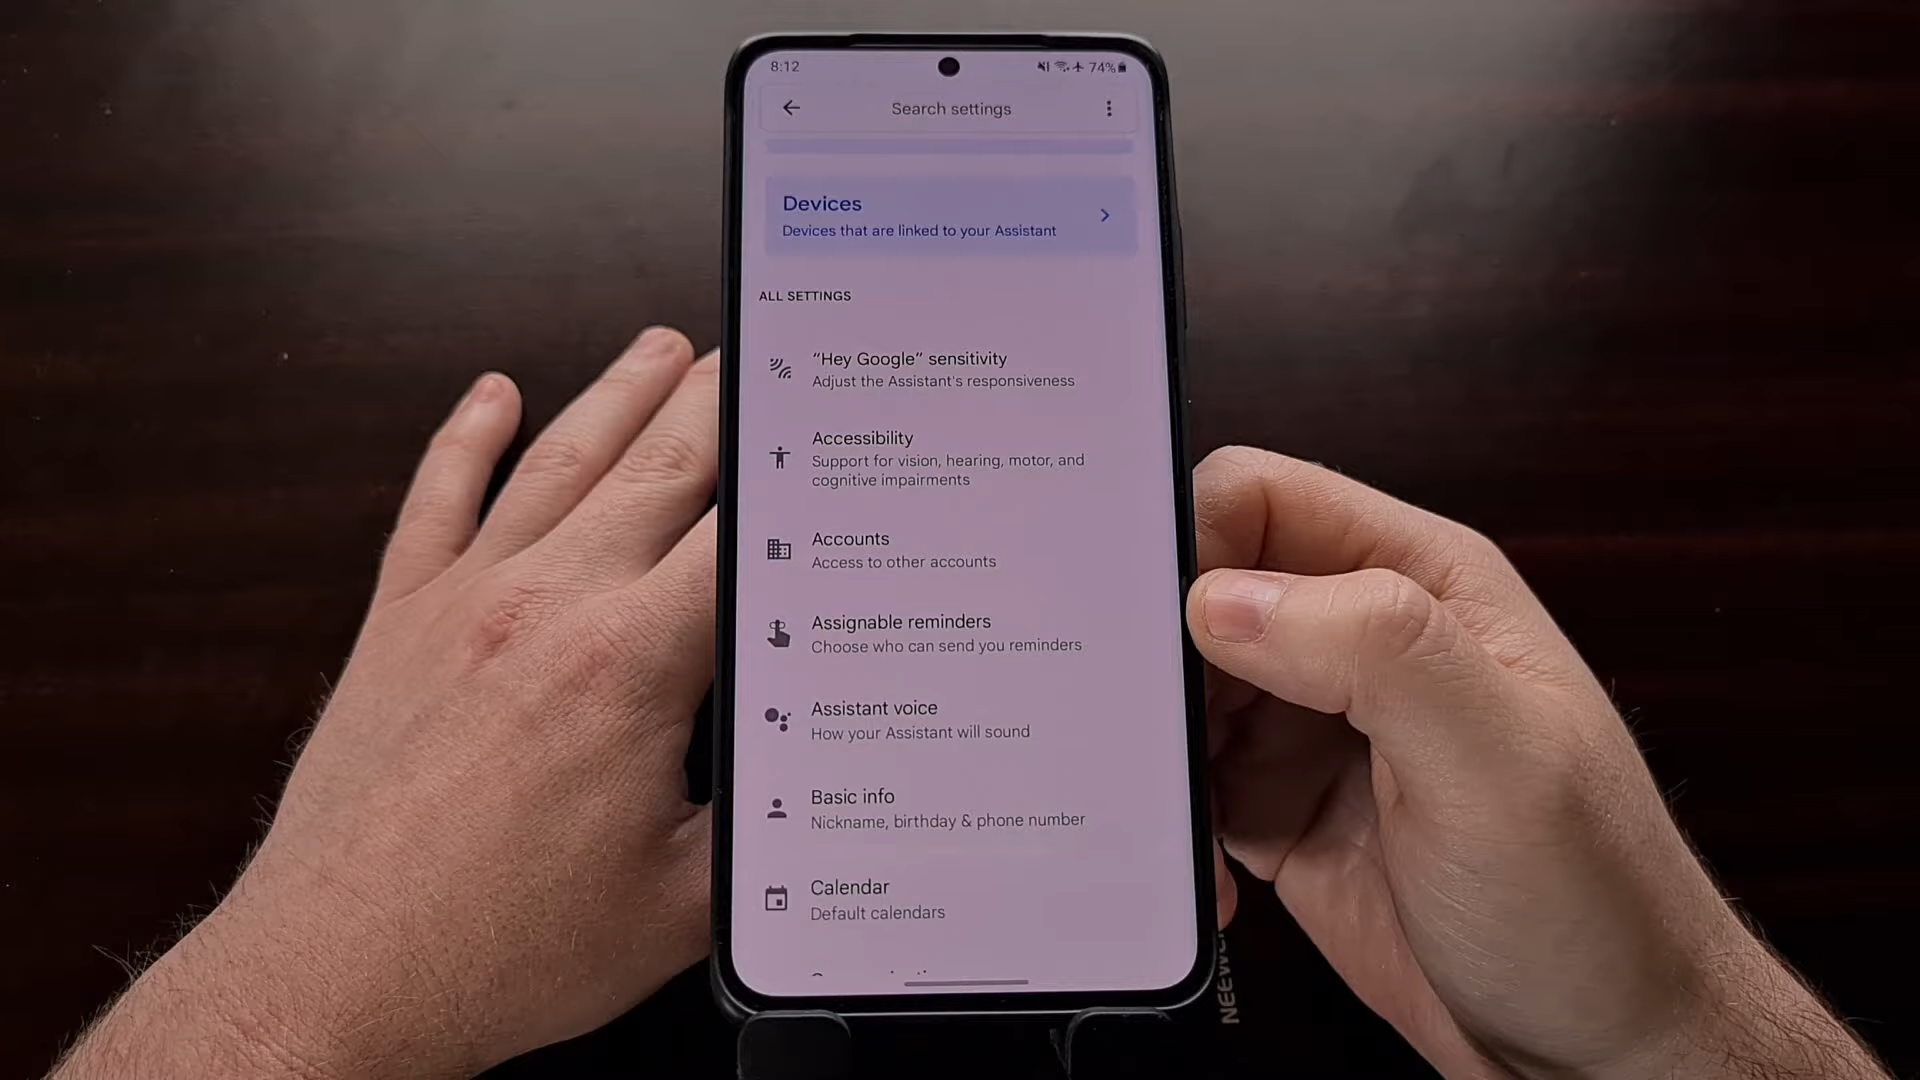 8:12
74%
Search settings
Devices
Devices that are linked to your Assistant
ALL SETTINGS
“Hey Google” sensitivity
Adjust the Assistant's responsiveness
Accessibility
Support for vision, hearing, motor, and
cognitive impairments
Accounts
Access to other accounts
Assignable reminders
Choose who can send you reminders
Assistant voice
How your Assistant will sound
Basic info
Nickname, birthday & phone number
Calendar
Default calendars